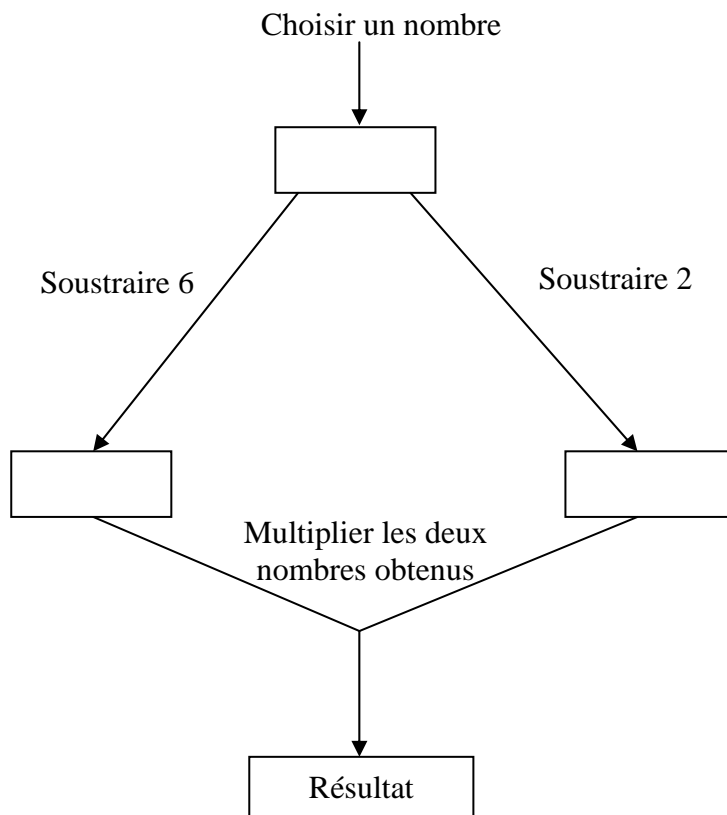 Choisir un nombre
Soustraire 6
Soustraire 2
Multiplier les deux
nombres obtenus
Résultat